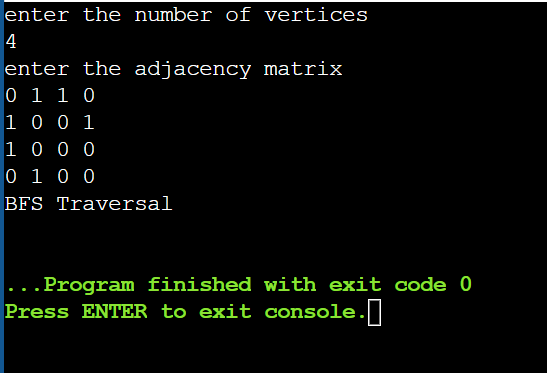 enter the number of vertices
4
enter the adjacency matrix
0 1 1 0
1 0 0 1
1 0 0 0
0 1 0 0
BFS Traversal
...Program finished with exit code 0
Press ENTER to exit console.